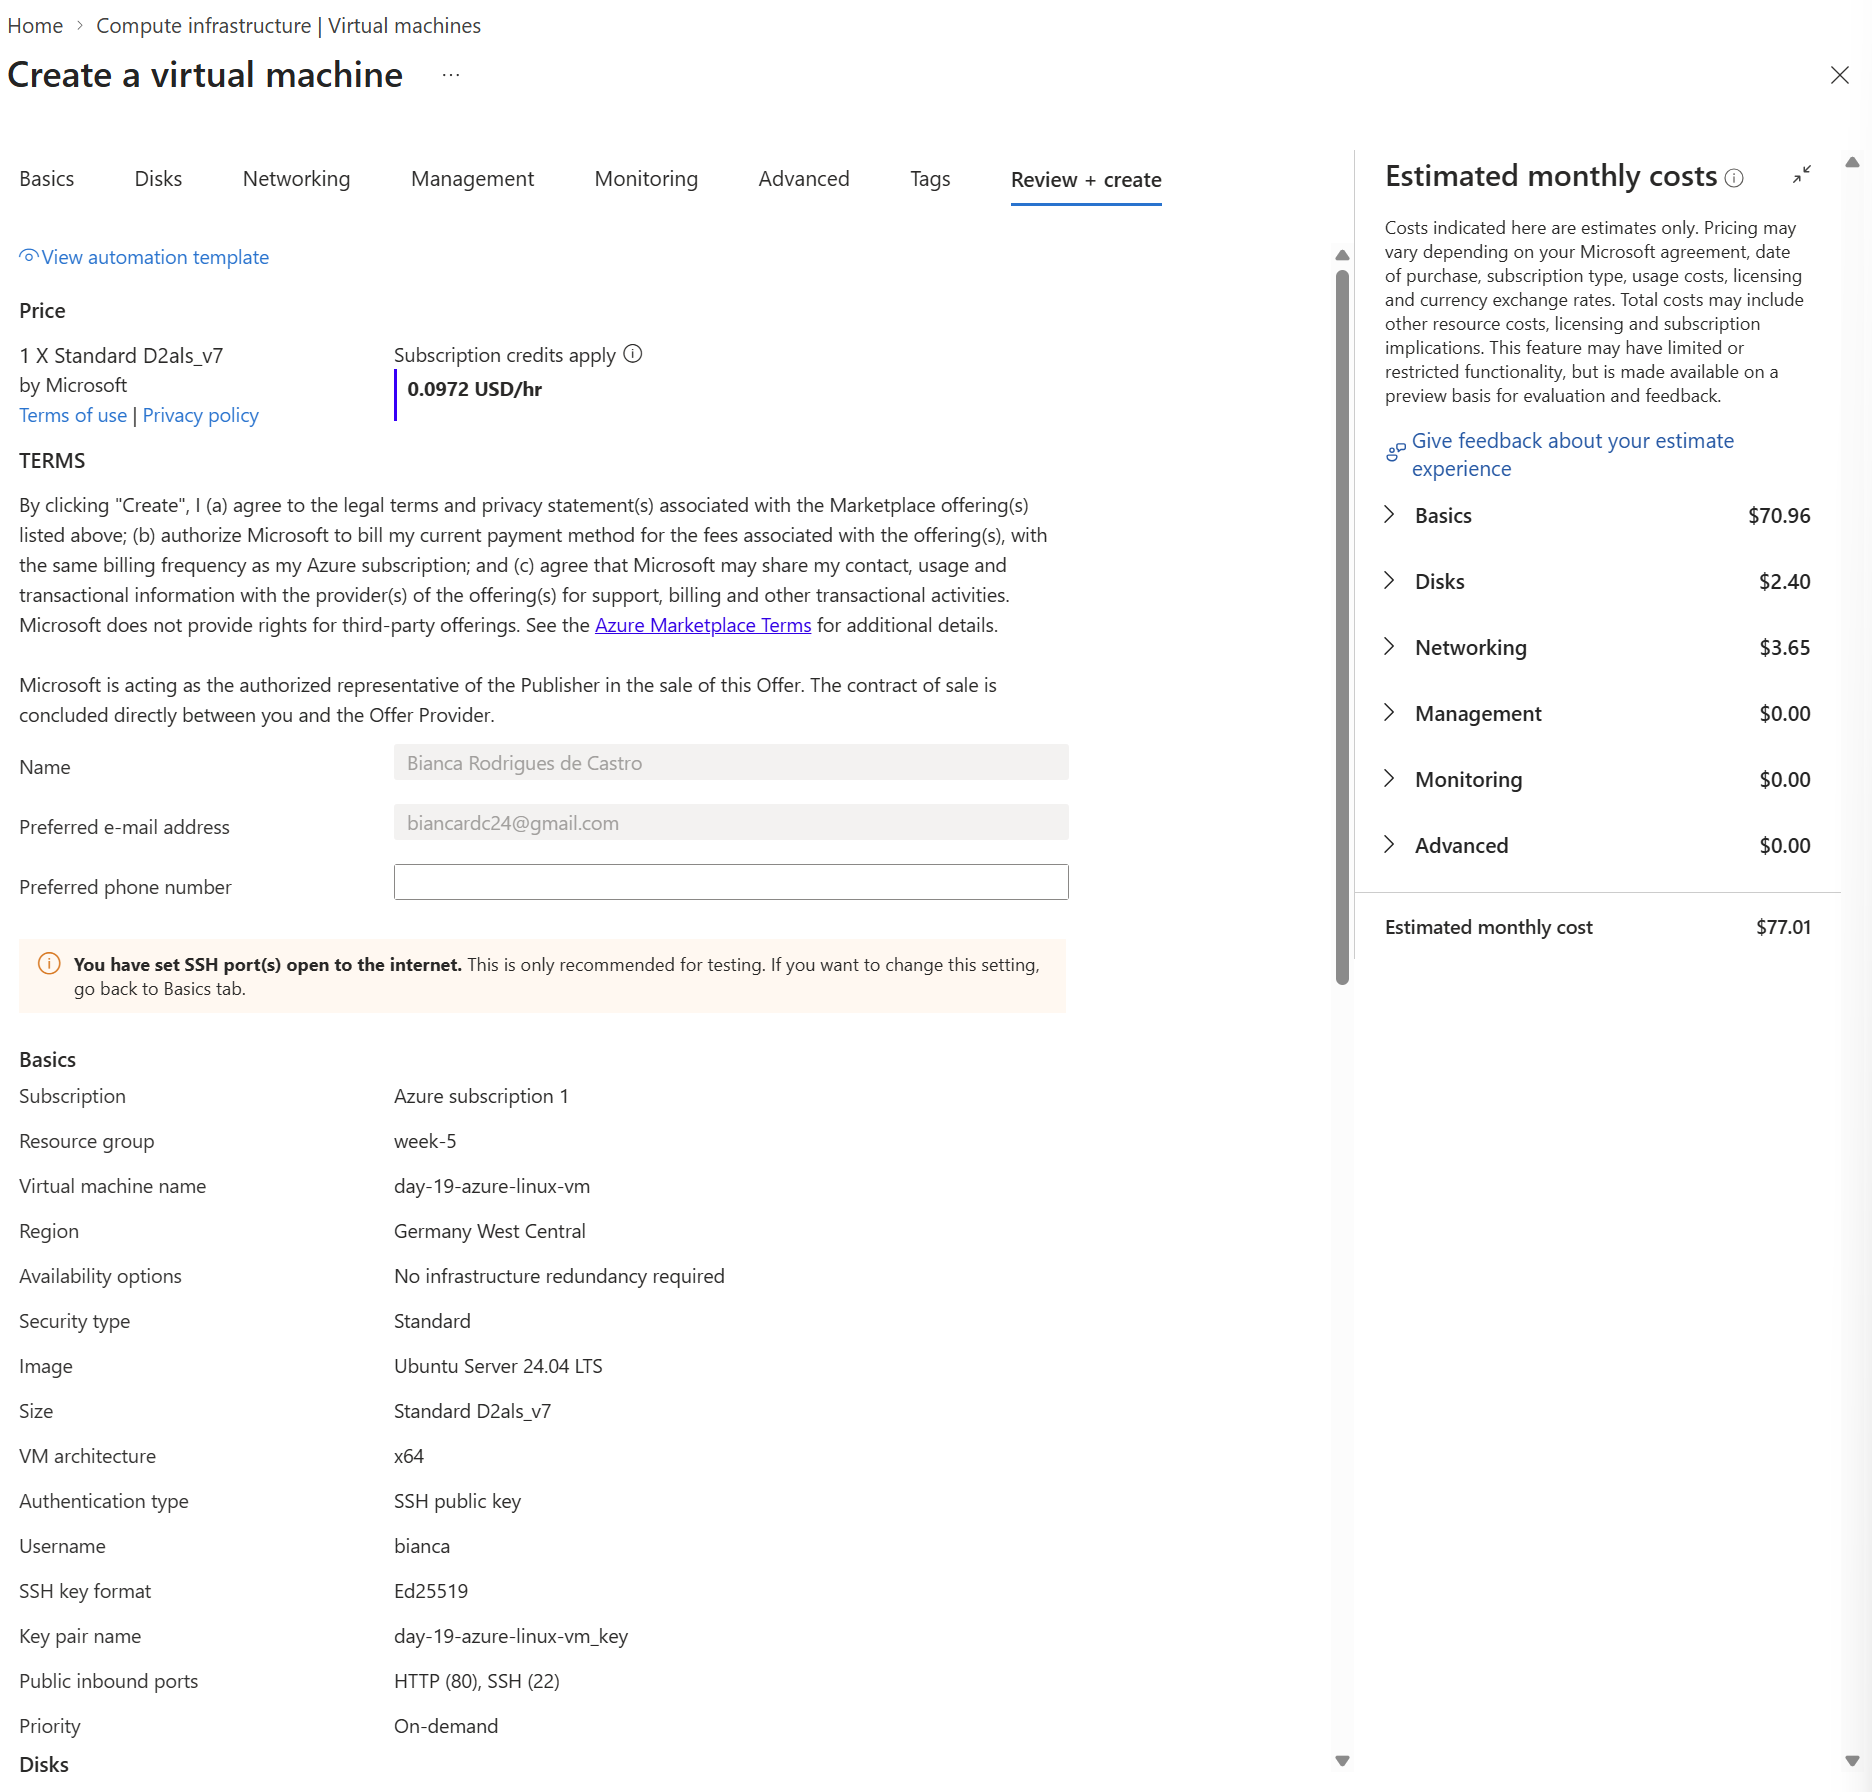 Home > Compute infrastructure | Virtual machines
Create a virtual machine ...
Basics Disks Networking Management Monitoring Advanced Tags Review + create
View automation template
Price
1 X Standard D2als_v7
by Microsoft
Terms of use | Privacy policy
Subscription credits apply
0.0972 USD/hr
TERMS
By clicking "Create", I (a) agree to the legal terms and privacy statement(s) associated with the Marketplace offering(s)
listed above; (b) authorize Microsoft to bill my current payment method for the fees associated with the offering(s), with
the same billing frequency as my Azure subscription; and (c) agree that Microsoft may share my contact, usage and
transactional information with the provider(s) of the offering(s) for support, billing and other transactional activities.
Microsoft does not provide rights for third-party offerings. See the Azure Marketplace Terms for additional details.
Microsoft is acting as the authorized representative of the Publisher in the sale of this Offer. The contract of sale is
concluded directly between you and the Offer Provider.
Name Bianca Rodrigues de Castro
Preferred e-mail address biancardc24@gmail.com
Preferred phone number
You have set SSH port(s) open to the internet. This is only recommended for testing. If you want to change this setting,
go back to Basics tab.
Basics
Subscription Azure subscription 1
Resource group week-5
Virtual machine name day-19-azure-linux-vm
Region Germany West Central
Availability options No infrastructure redundancy required
Security type Standard
Image Ubuntu Server 24.04 LTS
Size Standard D2als_v7
VM architecture x64
Authentication type SSH public key
Username bianca
SSH key format Ed25519
Key pair name day-19-azure-linux-vm_key
Public inbound ports HTTP (80), SSH (22)
Priority On-demand
Disks
Estimated monthly costs
Costs indicated here are estimates only. Pricing may
vary depending on your Microsoft agreement, date
of purchase, subscription type, usage costs, licensing
and currency exchange rates. Total costs may include
other resource costs, licensing and subscription
implications. This feature may have limited or
restricted functionality, but is made available on a
preview basis for evaluation and feedback.
Give feedback about your estimate
experience
Basics $70.96
Disks $2.40
Networking $3.65
Management $0.00
Monitoring $0.00
Advanced $0.00
Estimated monthly cost $77.01